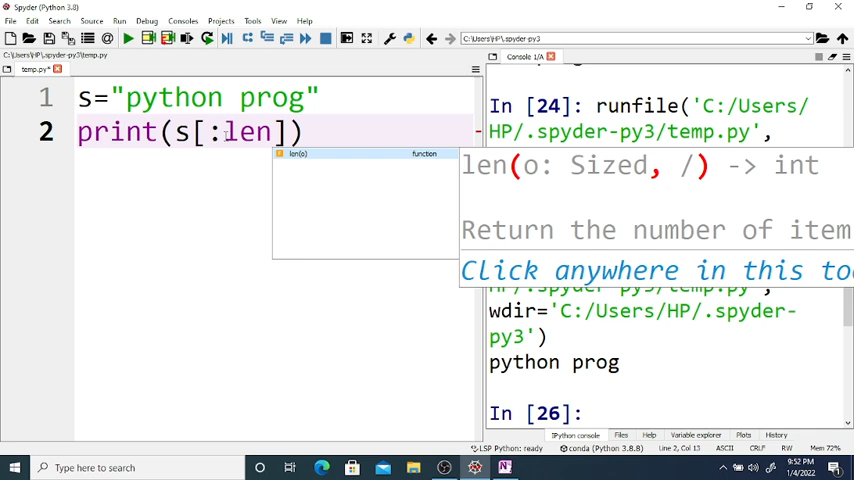 Spyder (Python 3.8)
File Edit Search Source Run Debug Consoles Projects Tools View Help
C:\Users\HP\.spyder-py3
C:\Users\HP\.spyder-py3\temp.py
temp.py*
Console 1/A
1 s="python prog"
2 print(s[:len])
len(o) function
len(o: Sized, /) -> int
Return the number of item
Click anywhere in this too
In [24]: runfile('C:/Users/
HP/.spyder-py3/temp.py',
wdir='C:/Users/HP/.spyder-
py3')
python prog
In [26]:
IPython console Files Help Variable explorer Plots History
LSP Python: ready conda (Python 3.8.8) Line 2, Col 13 ASCII CRLF RW Mem 72%
Type here to search
9:52 PM
1/4/2022